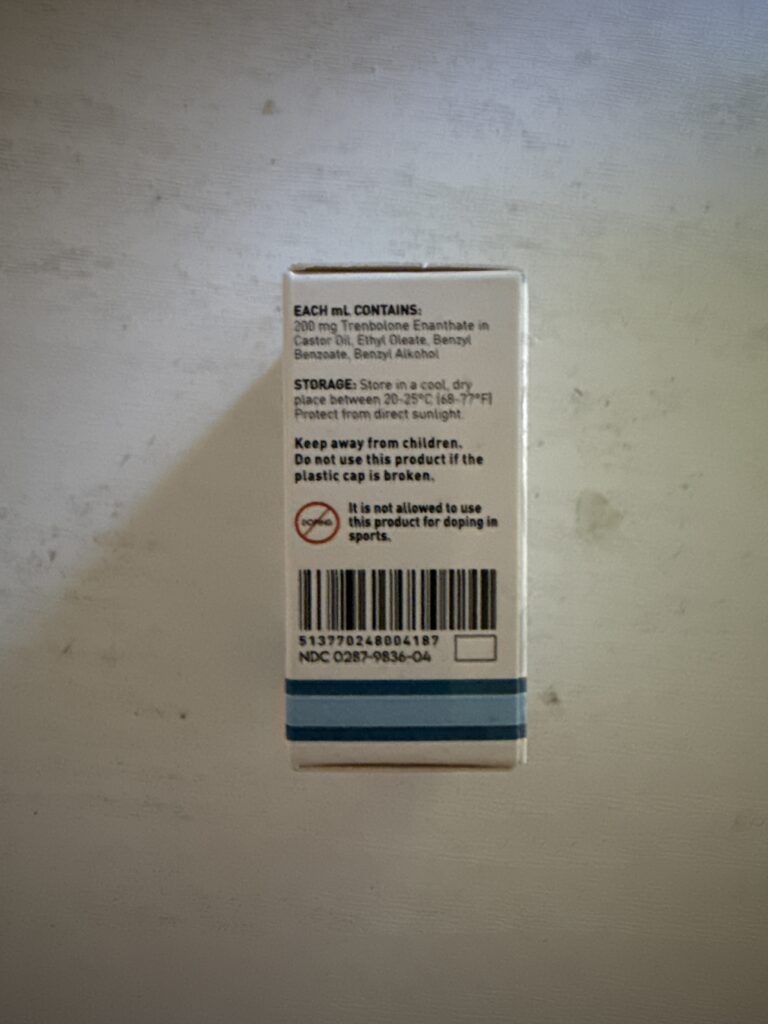 EACH mL CONTAINS:
200 mg Trenbolone Enanthate in
Castor Oil, Ethyl Oleate, Benzyl
Benzoate, Benzyl Alkohol
STORAGE: Store in a cool, dry
place between 20-25°C (68-77°F)
Protect from direct sunlight.
Keep away from children.
Do not use this product if the
plastic cap is broken.
DOPING
It is not allowed to use
this product for doping in
sports.
513770248004187
NDC 0287-9836-04